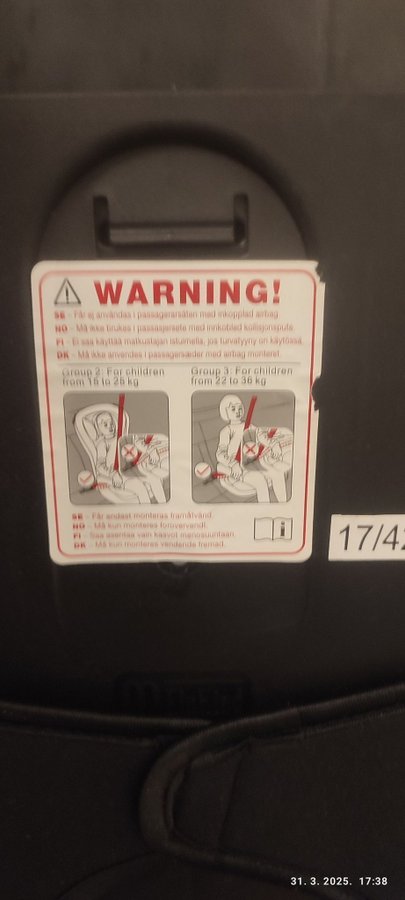 WARNING!
SE - Får ej användas i passagerarsäten med inkopplad airbag.
NO - Må ikke brukes i passasjersete med innkoblet kollisjonspute.
FI - Ei saa käyttää matkustajan istuimella, jos turvatyyny on käytössä.
DK - Må ikke anvendes i passagersæder med airbag monteret.
Group 2: For children
from 15 to 25 kg
Group 3: For children
from 22 to 36 kg
SE - Får endast monteras framåtvänd.
NO - Må kun monteres forovervendt.
FI - Saa asentaa vain kasvot menosuuntaan.
DK - Må kun monteres vendende fremad.
17/42
31. 3. 2025. 17:38